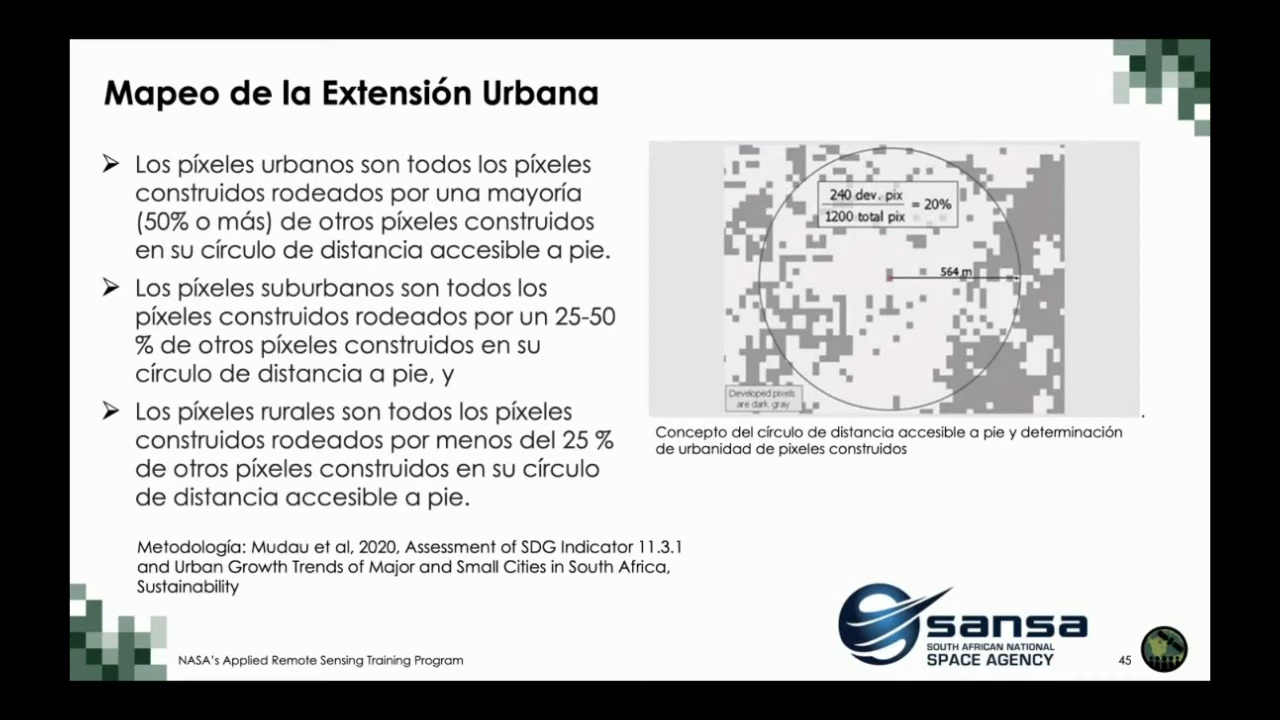 Mapeo de la Extensión Urbana
Los píxeles urbanos son todos los píxeles
construidos rodeados por una mayoría
(50% o más) de otros píxeles construidos
en su círculo de distancia accesible a pie.
Los píxeles suburbanos son todos los
píxeles construidos rodeados por un 25-50
% de otros píxeles construidos en su
círculo de distancia a pie, y
Los píxeles rurales son todos los píxeles
construidos rodeados por menos del 25 %
de otros píxeles construidos en su círculo
de distancia accesible a pie.
240 dev. pix
1200 total pix
= 20%
564 m
Developed pixels
are dark gray
.
Concepto del círculo de distancia accesible a pie y determinación
de urbanidad de pixeles construidos
Metodología: Mudau et al, 2020, Assessment of SDG Indicator 11.3.1
and Urban Growth Trends of Major and Small Cities in South Africa,
Sustainability
sansa
SOUTH AFRICAN NATIONAL
SPACE AGENCY
NASA's Applied Remote Sensing Training Program
45